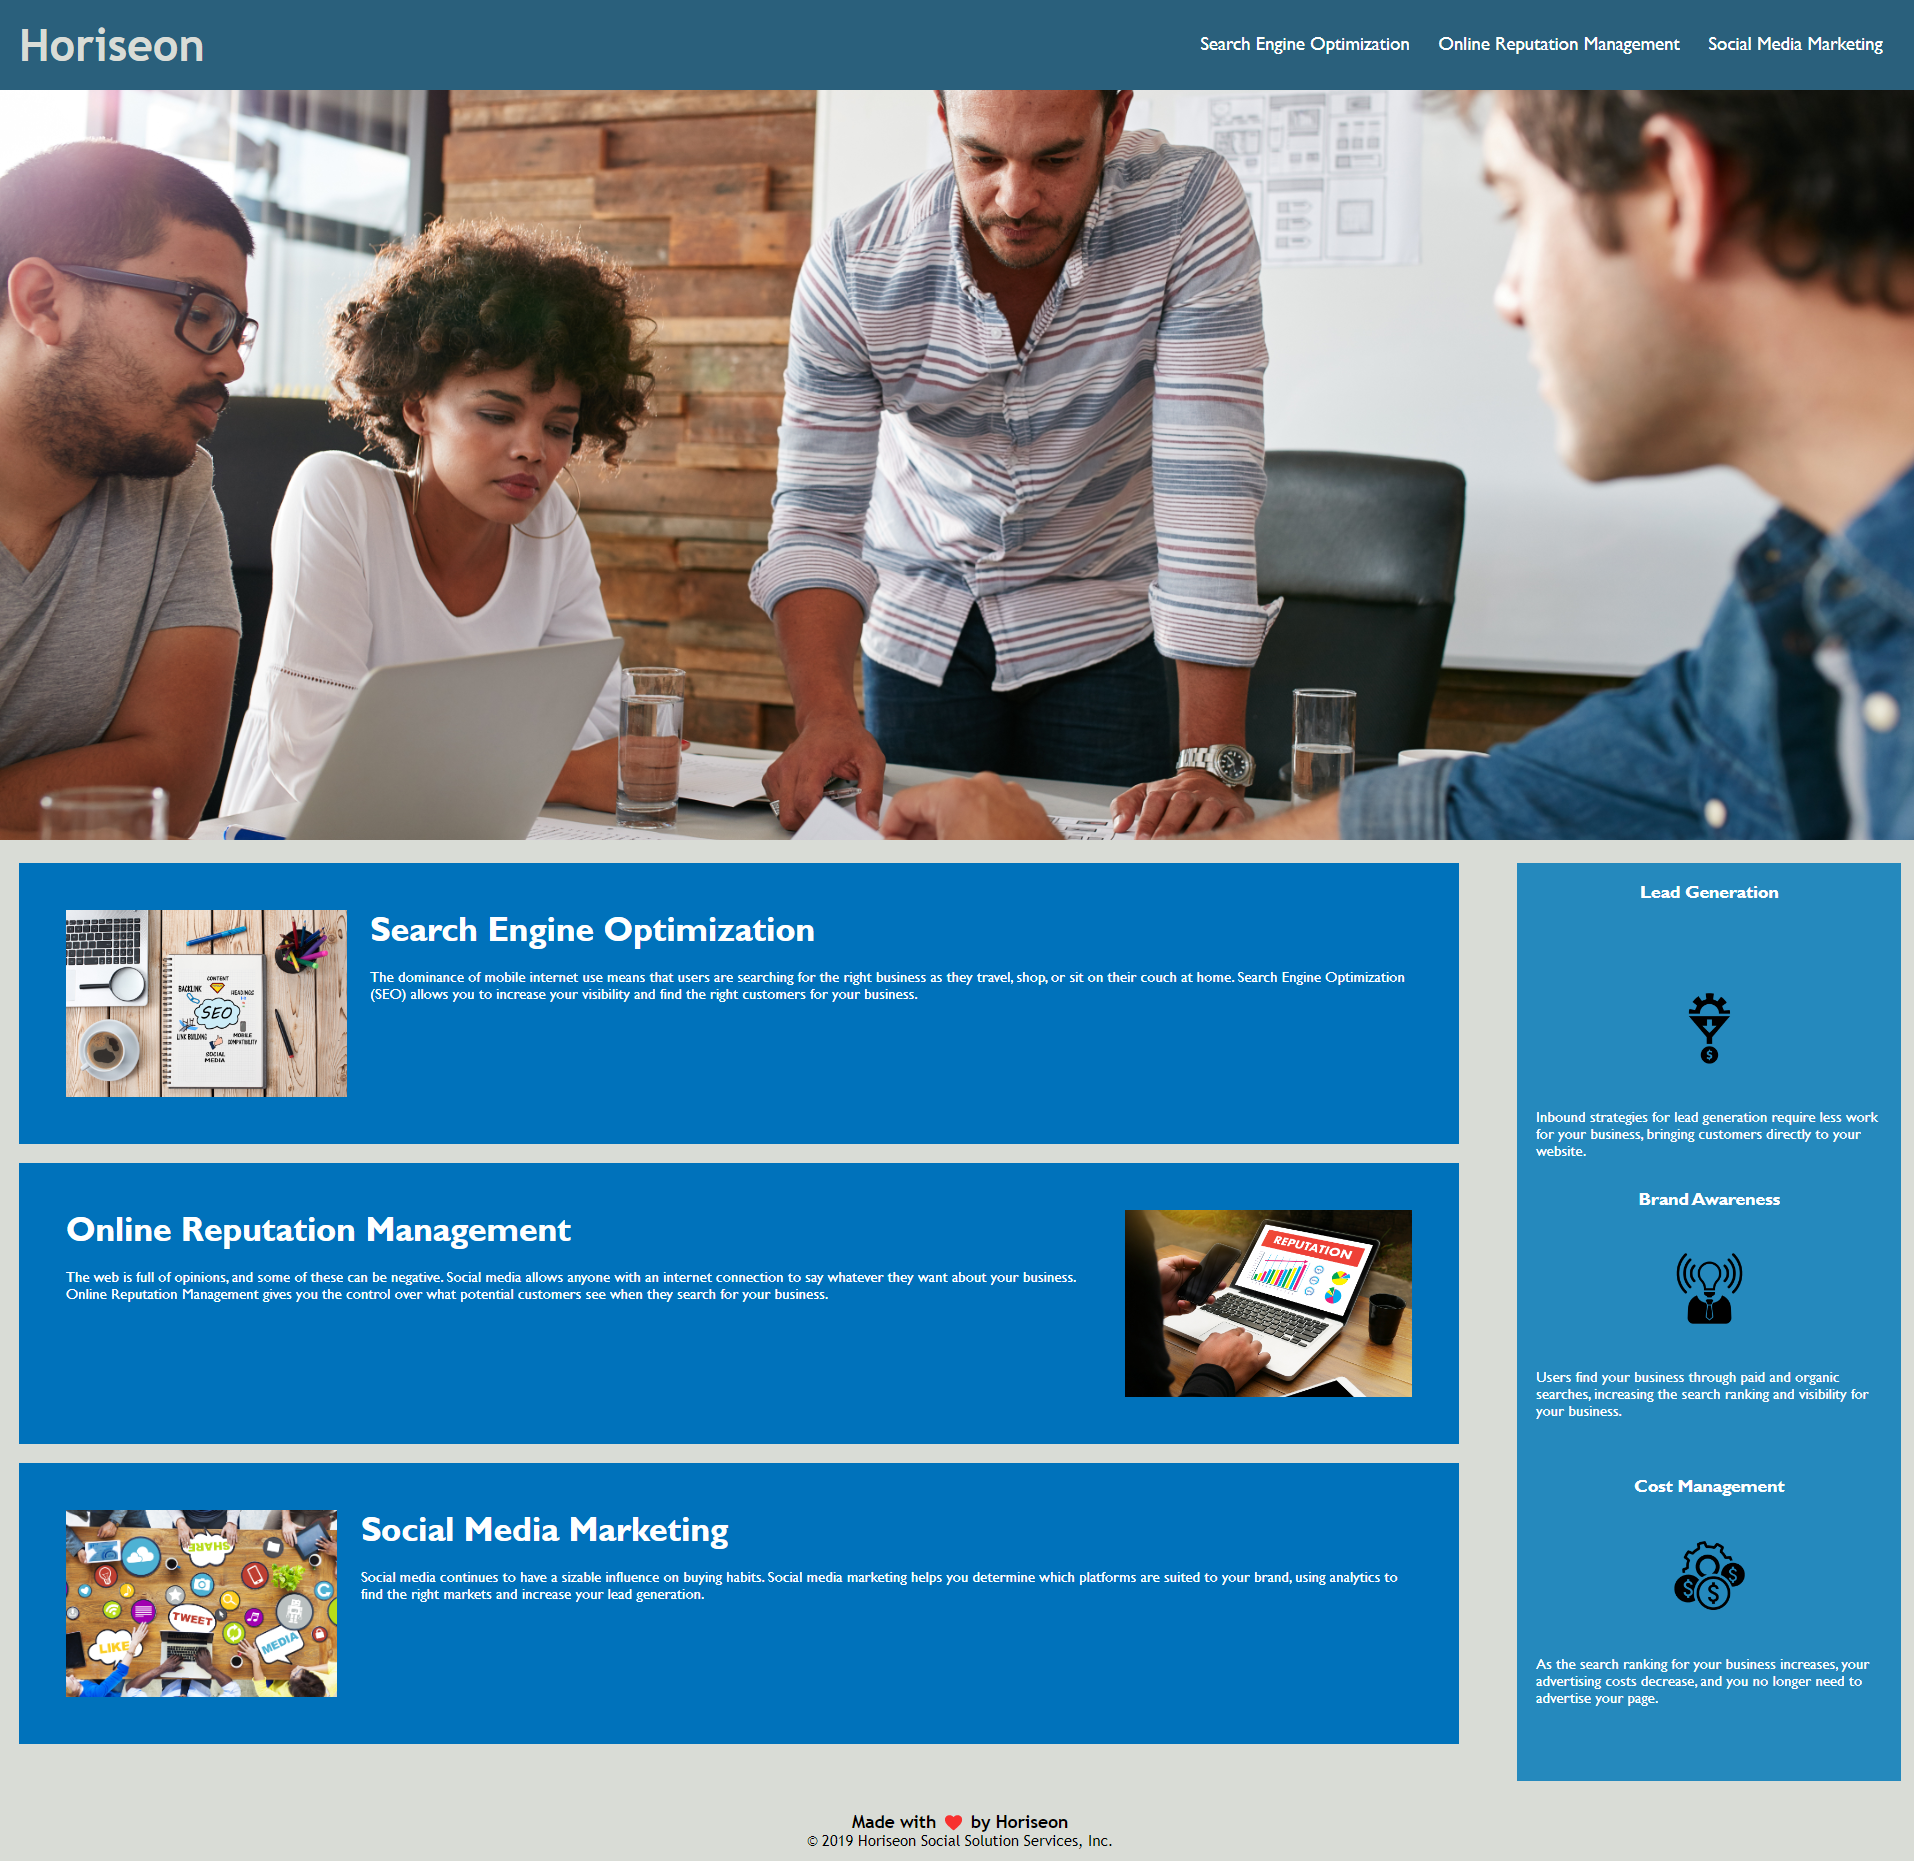 Horiseon
Search Engine Optimization
Online Reputation Management
Social Media Marketing
Search Engine Optimization
The dominance of mobile internet use means that users are searching for the right business as they travel, shop, or sit on their couch at home. Search Engine Optimization
(SEO) allows you to increase your visibility and find the right customers for your business.
CONTENT
BACKLINK
HEADINGS
SEO
LINK BUILDING
MOBILE
COMPATIBILITY
SOCIAL
MEDIA
Online Reputation Management
The web is full of opinions, and some of these can be negative. Social media allows anyone with an internet connection to say whatever they want about your business.
Online Reputation Management gives you the control over what potential customers see when they search for your business.
REPUTATION
Social Media Marketing
Social media continues to have a sizable influence on buying habits. Social media marketing helps you determine which platforms are suited to your brand, using analytics to
find the right markets and increase your lead generation.
SHARE
TWEET
LIKE
MEDIA
Lead Generation
$
Inbound strategies for lead generation require less work
for your business, bringing customers directly to your
website.
Brand Awareness
Users find your business through paid and organic
searches, increasing the search ranking and visibility for
your business.
Cost Management
$ $ $
As the search ranking for your business increases, your
advertising costs decrease, and you no longer need to
advertise your page.
Made with ❤️ by Horiseon
© 2019 Horiseon Social Solution Services, Inc.